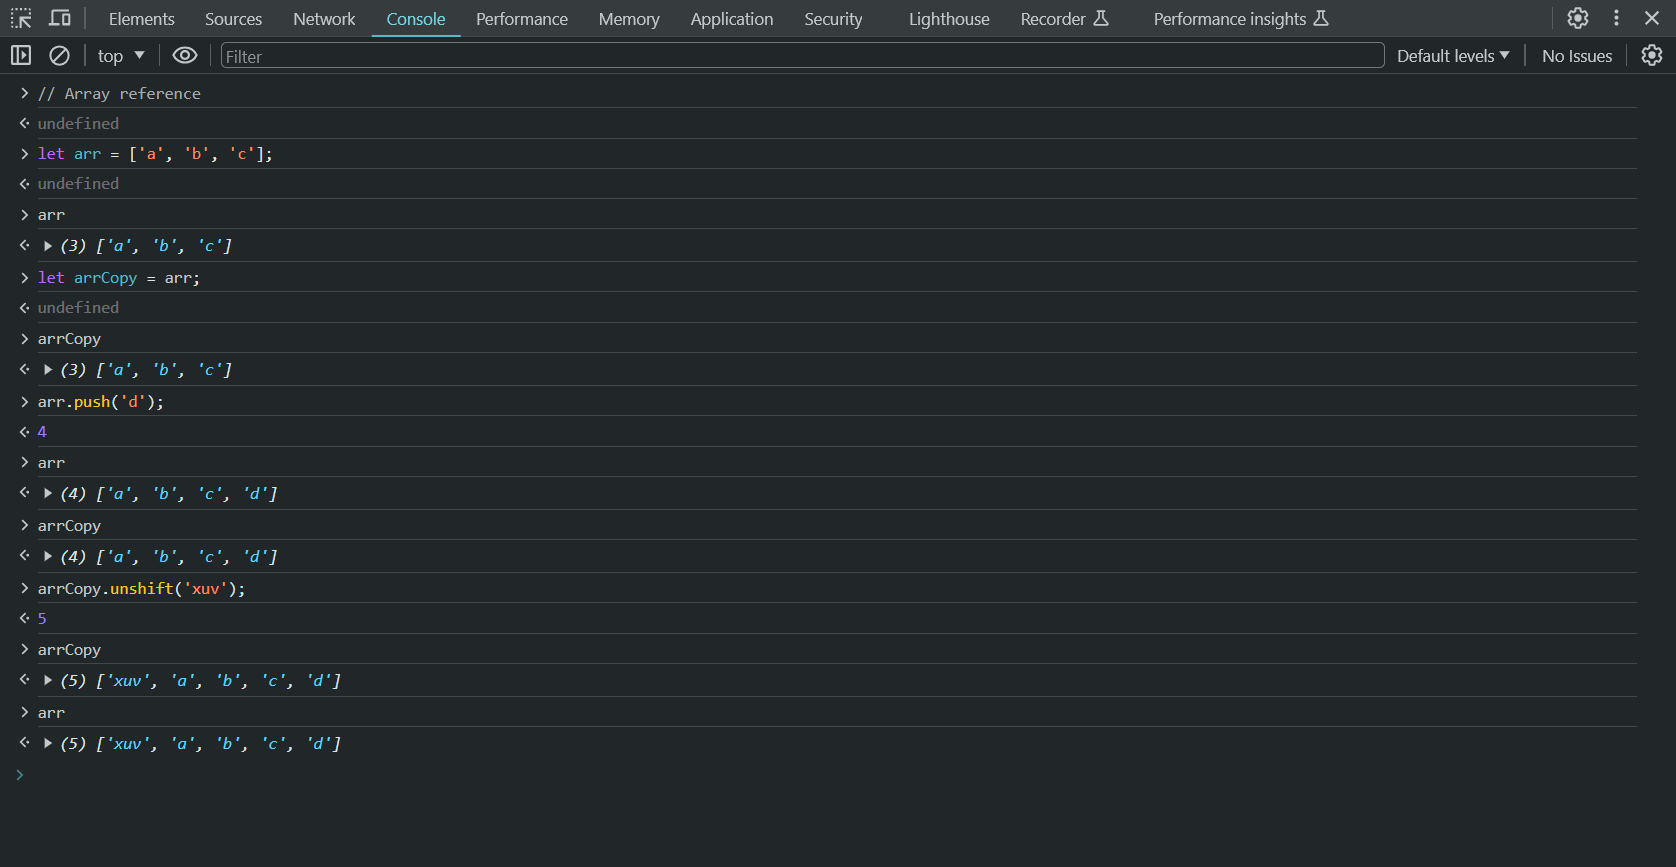 Elements Sources Network Console Performance Memory Application Security Lighthouse Recorder Performance insights
top Filter Default levels No Issues
// Array reference
undefined
let arr = ['a', 'b', 'c'];
undefined
arr
(3) ['a', 'b', 'c']
let arrCopy = arr;
undefined
arrCopy
(3) ['a', 'b', 'c']
arr.push('d');
4
arr
(4) ['a', 'b', 'c', 'd']
arrCopy
(4) ['a', 'b', 'c', 'd']
arrCopy.unshift('xuv');
5
arrCopy
(5) ['xuv', 'a', 'b', 'c', 'd']
arr
(5) ['xuv', 'a', 'b', 'c', 'd']